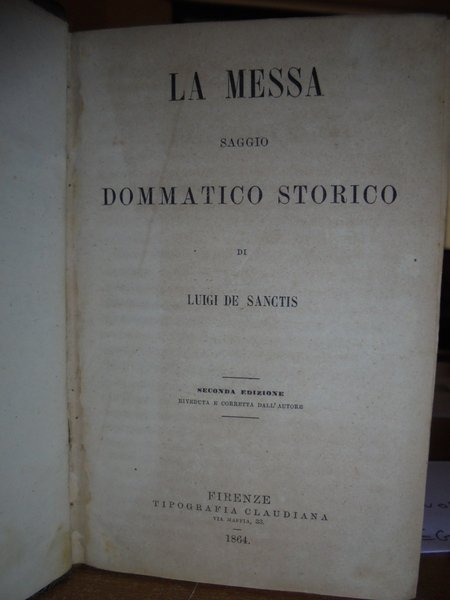 LA MESSA
SAGGIO
DOMMATICO STORICO
DI
LUIGI DE SANCTIS
SECONDA EDIZIONE
RIVEDUTA E CORRETTA DALL'AUTORE
FIRENZE
TIPOGRAFIA CLAUDIANA
VIA MAFFIA, 33.
1864.